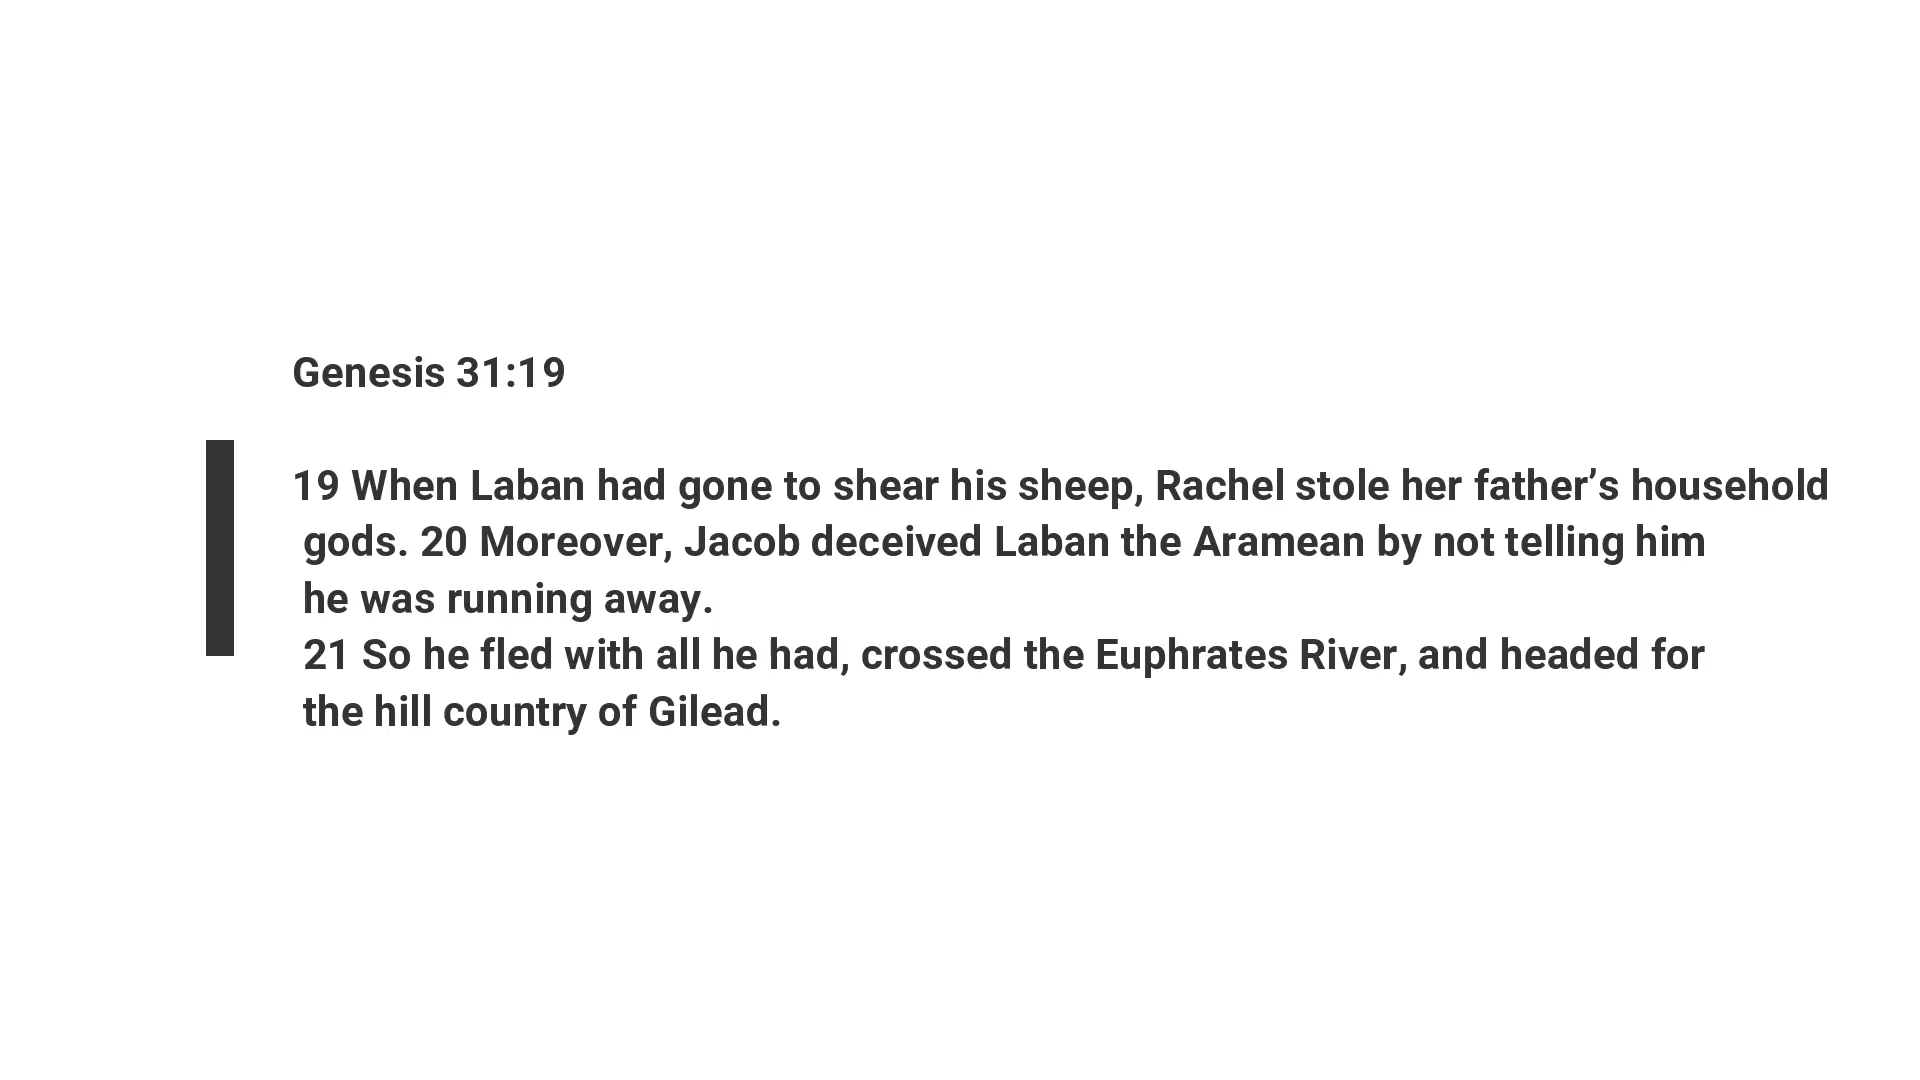 Genesis 31:19
19 When Laban had gone to shear his sheep, Rachel stole her father’s household
gods. 20 Moreover, Jacob deceived Laban the Aramean by not telling him
he was running away.
21 So he fled with all he had, crossed the Euphrates River, and headed for
the hill country of Gilead.